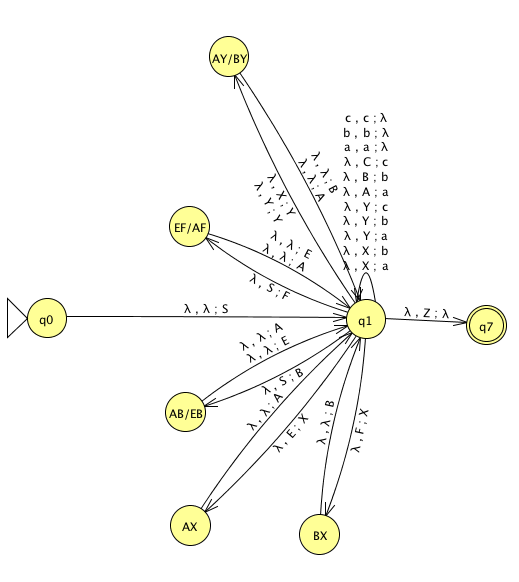 AY/BY
c , c ; λ
b , b ; λ
a , a ; λ
λ , C ; c
λ , B ; b
λ , A ; a
λ , Y ; c
λ , Y ; b
λ , Y ; a
λ , X ; b
λ , X ; a
λ , λ ; B
λ , λ ; A
λ , X ; Y
λ , Y ; Y
EF/AF
λ , λ ; E
λ , λ ; A
λ , S ; F
q0
λ , λ ; S
q1
λ , Z ; λ
q7
λ , λ ; A
λ , λ ; E
λ , S ; B
AB/EB
λ , λ ; A
λ , E ; X
λ , λ ; B
λ , F ; X
AX
BX